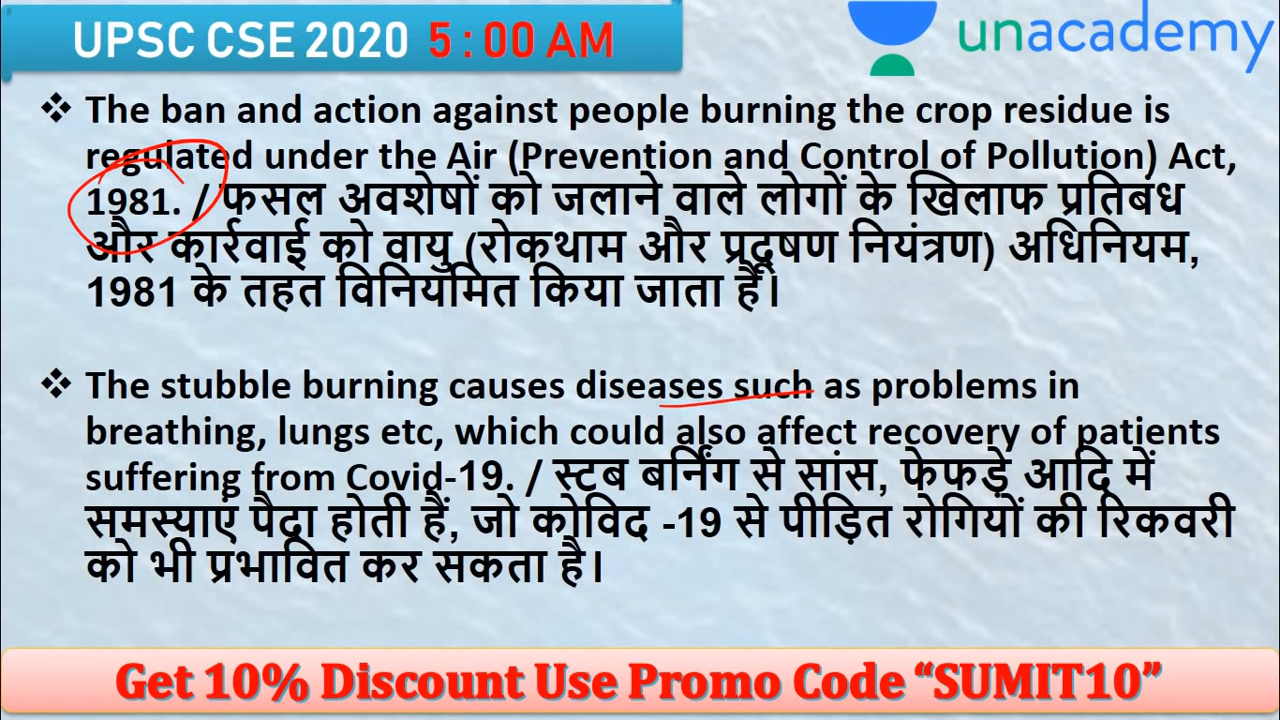 UPSC CSE 2020 5 : 00 AM
unacademy
❖ The ban and action against people burning the crop residue is
regulated under the Air (Prevention and Control of Pollution) Act,
1981. / फसल अवशेषों को जलाने वाले लोगों के खिलाफ प्रतिबंध
और कार्रवाई को वायु (रोकथाम और प्रदूषण नियंत्रण) अधिनियम,
1981 के तहत विनियमित किया जाता है।
❖ The stubble burning causes diseases such as problems in
breathing, lungs etc, which could also affect recovery of patients
suffering from Covid-19. / स्टब बर्निंग से सांस, फेफड़े आदि में
समस्याएं पैदा होती हैं, जो कोविद -19 से पीड़ित रोगियों की रिकवरी
को भी प्रभावित कर सकता है।
Get 10% Discount Use Promo Code “SUMIT10”